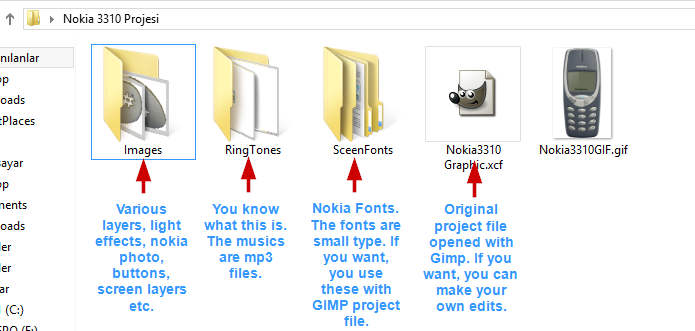 Nokia 3310 Projesi
nılanlar
op
oads
tPlaces
ayar
op
ments
oads
ler
ler
ar
(C:)
Images
RingTones
SceenFonts
Nokia3310
Graphic.xcf
Nokia3310GIF.gif
Various
layers, light
effects, nokia
photo,
buttons,
screen layers
etc.
You know
what this is.
The musics
are mp3
files.
Nokia Fonts.
The fonts are
small type. If
you want,
you use
these with
GIMP project
file.
Original
project file
opened with
Gimp. If you
want, you can
make your
own edits.